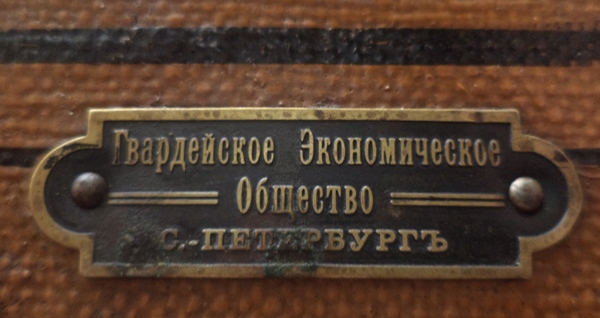 Гвардейское Экономическое
Общество
С.-ПЕТЕРБУРГЪ